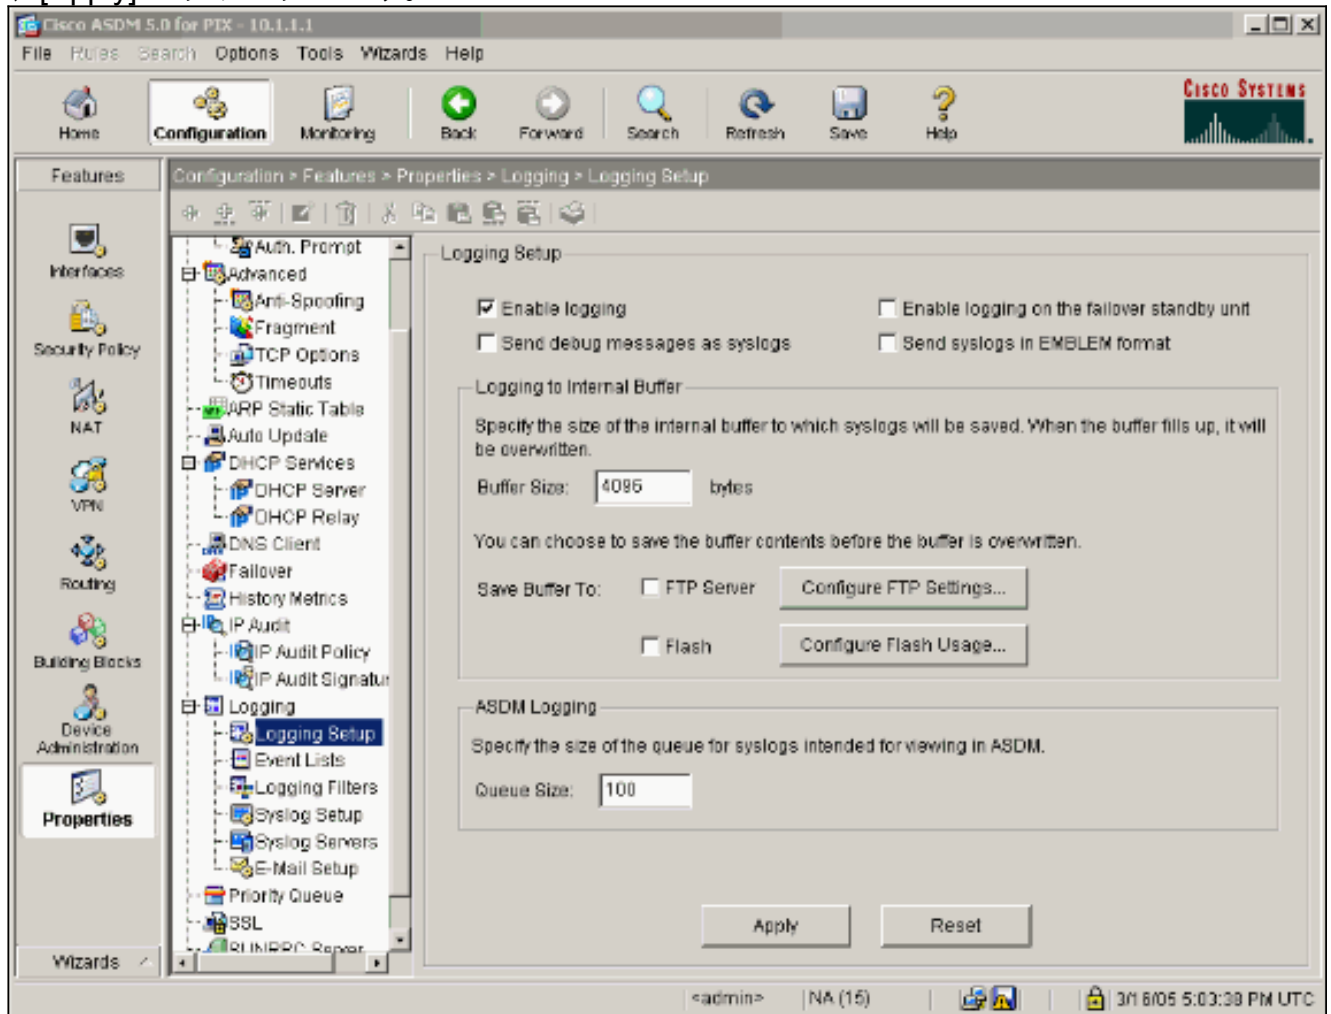 [Apply]
Cisco ASDM 5.0 for PIX - 10.1.1.1
File Rules Search Options Tools Wizards Help
Home Configuration Monitoring Back Forward Search Refresh Save Help
CISCO SYSTEMS
Features
Configuration > Features > Properties > Logging > Logging Setup
Interfaces
Security Policy
NAT
VPN
Routing
Building Blocks
Device
Administration
Properties
Wizards
Auth. Prompt
Advanced
Anti-Spoofing
Fragment
TCP Options
Timeouts
ARP Static Table
Auto Update
DHCP Services
DHCP Server
DHCP Relay
DNS Client
Failover
History Metrics
IP Audit
IP Audit Policy
IP Audit Signatur
Logging
Logging Setup
Event Lists
Logging Filters
Syslog Setup
Syslog Servers
E-Mail Setup
Priority Queue
SSL
SUNRPC Server
Logging Setup
Enable logging
Enable logging on the failover standby unit
Send debug messages as syslogs
Send syslogs in EMBLEM format
Logging to Internal Buffer
Specify the size of the internal buffer to which syslogs will be saved. When the buffer fills up, it will
be overwritten.
Buffer Size: 4096 bytes
You can choose to save the buffer contents before the buffer is overwritten.
Save Buffer To: FTP Server Configure FTP Settings...
Flash Configure Flash Usage...
ASDM Logging
Specify the size of the queue for syslogs intended for viewing in ASDM.
Queue Size: 100
Apply Reset
<admin> NA (15) 3/16/05 5:03:38 PM UTC